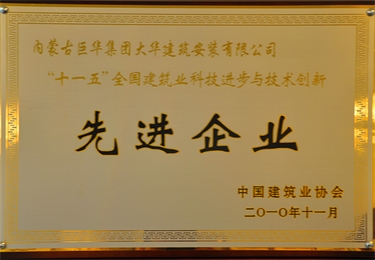 内蒙古巨华集团大华建筑安装有限公司
“十一五”全国建筑业科技进步与技术创新
先进企业
中国建筑业协会
二〇一〇年十一月